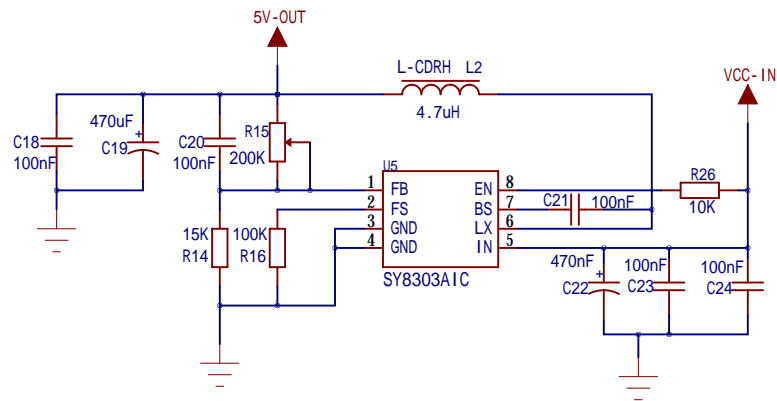 5V-OUT
L-CDRH L2
4.7uH
VCC-IN
470uF
C18
100nF
C19
C20
100nF
R15
200K
U5
1 FB EN 8
2 FS BS 7
3 GND LX 6
4 GND IN 5
SY8303AIC
C21
100nF
R26
10K
15K
R14
100K
R16
470nF
C22
100nF
C23
100nF
C24